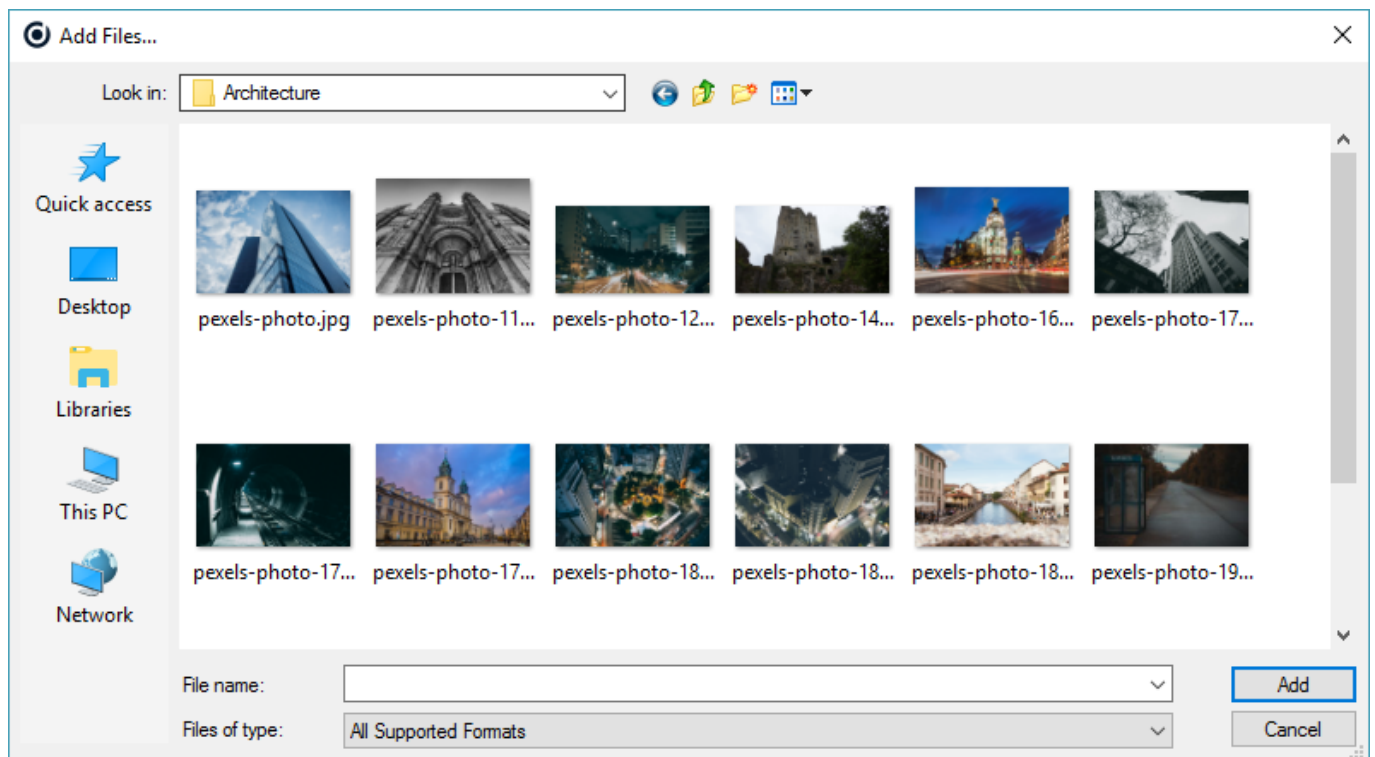 Add Files...
Look in: Architecture
Quick access
Desktop
Libraries
This PC
Network
pexels-photo.jpg pexels-photo-11... pexels-photo-12... pexels-photo-14... pexels-photo-16... pexels-photo-17...
pexels-photo-17... pexels-photo-17... pexels-photo-18... pexels-photo-18... pexels-photo-18... pexels-photo-19...
File name: Add
Files of type: All Supported Formats Cancel